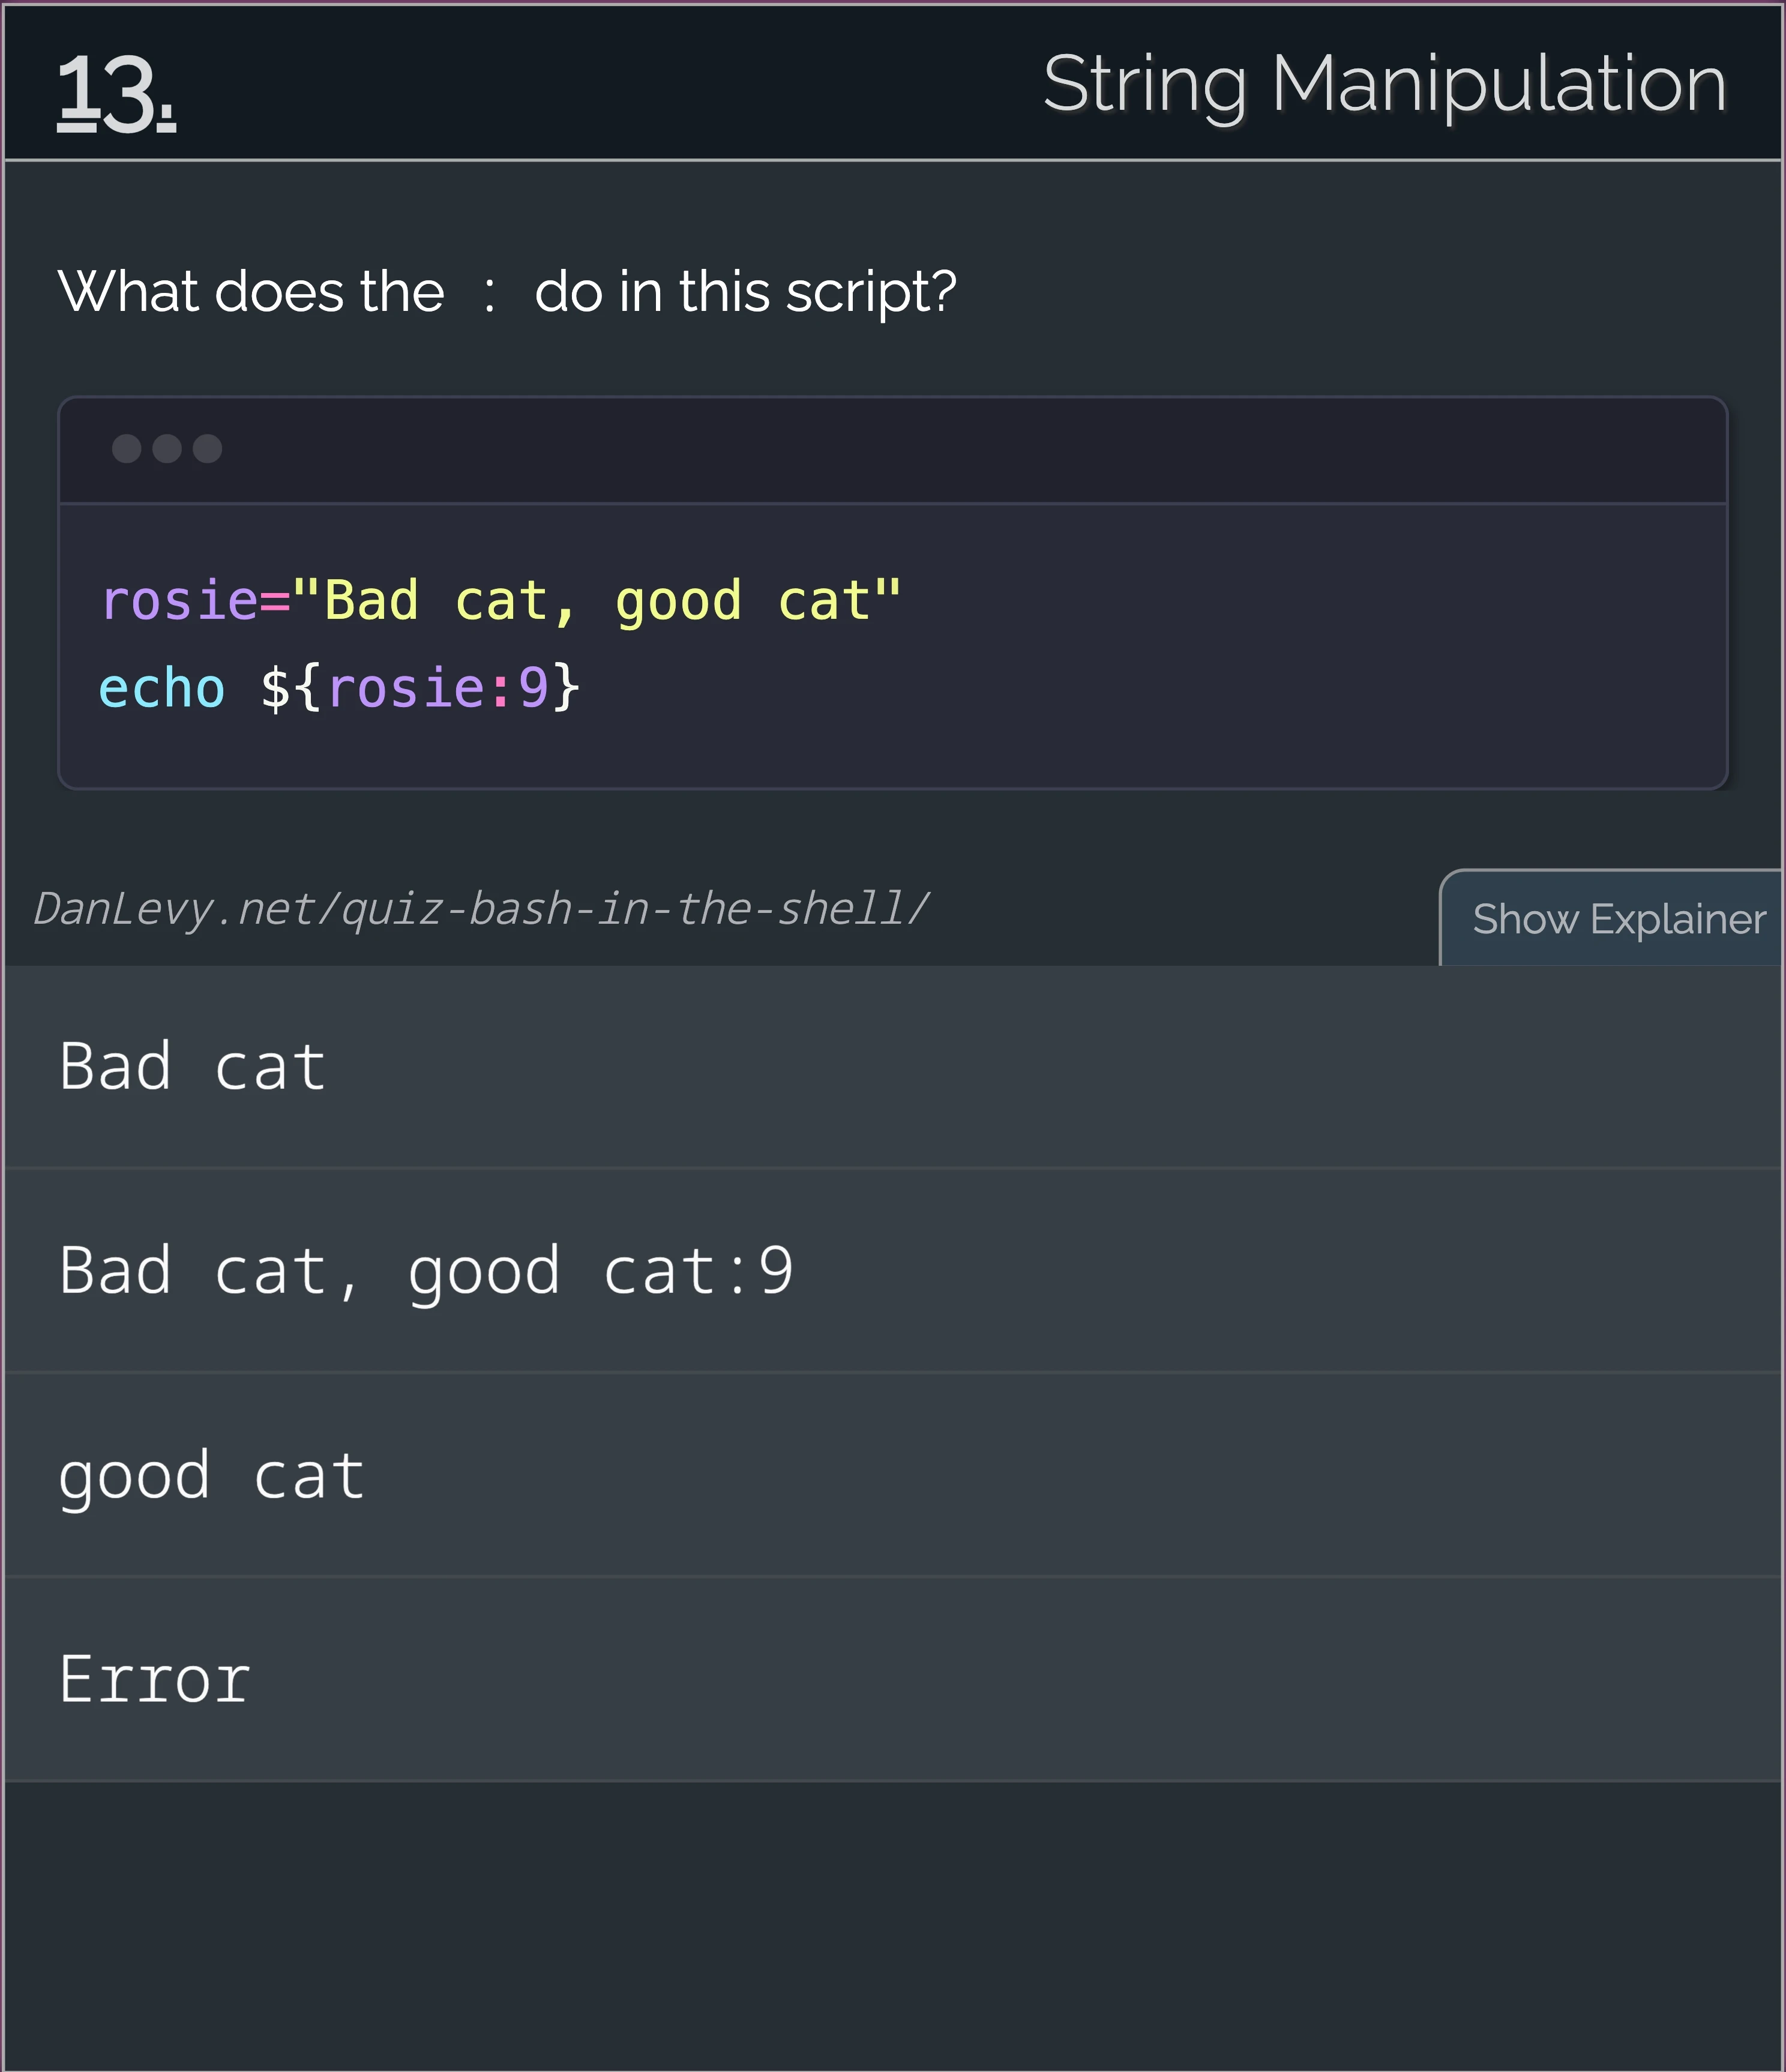 13.
String Manipulation
What does the : do in this script?
rosie="Bad cat, good cat"
echo ${rosie:9}
DanLevy.net/quiz-bash-in-the-shell/
Show Explainer
Bad cat
Bad cat, good cat:9
good cat
Error